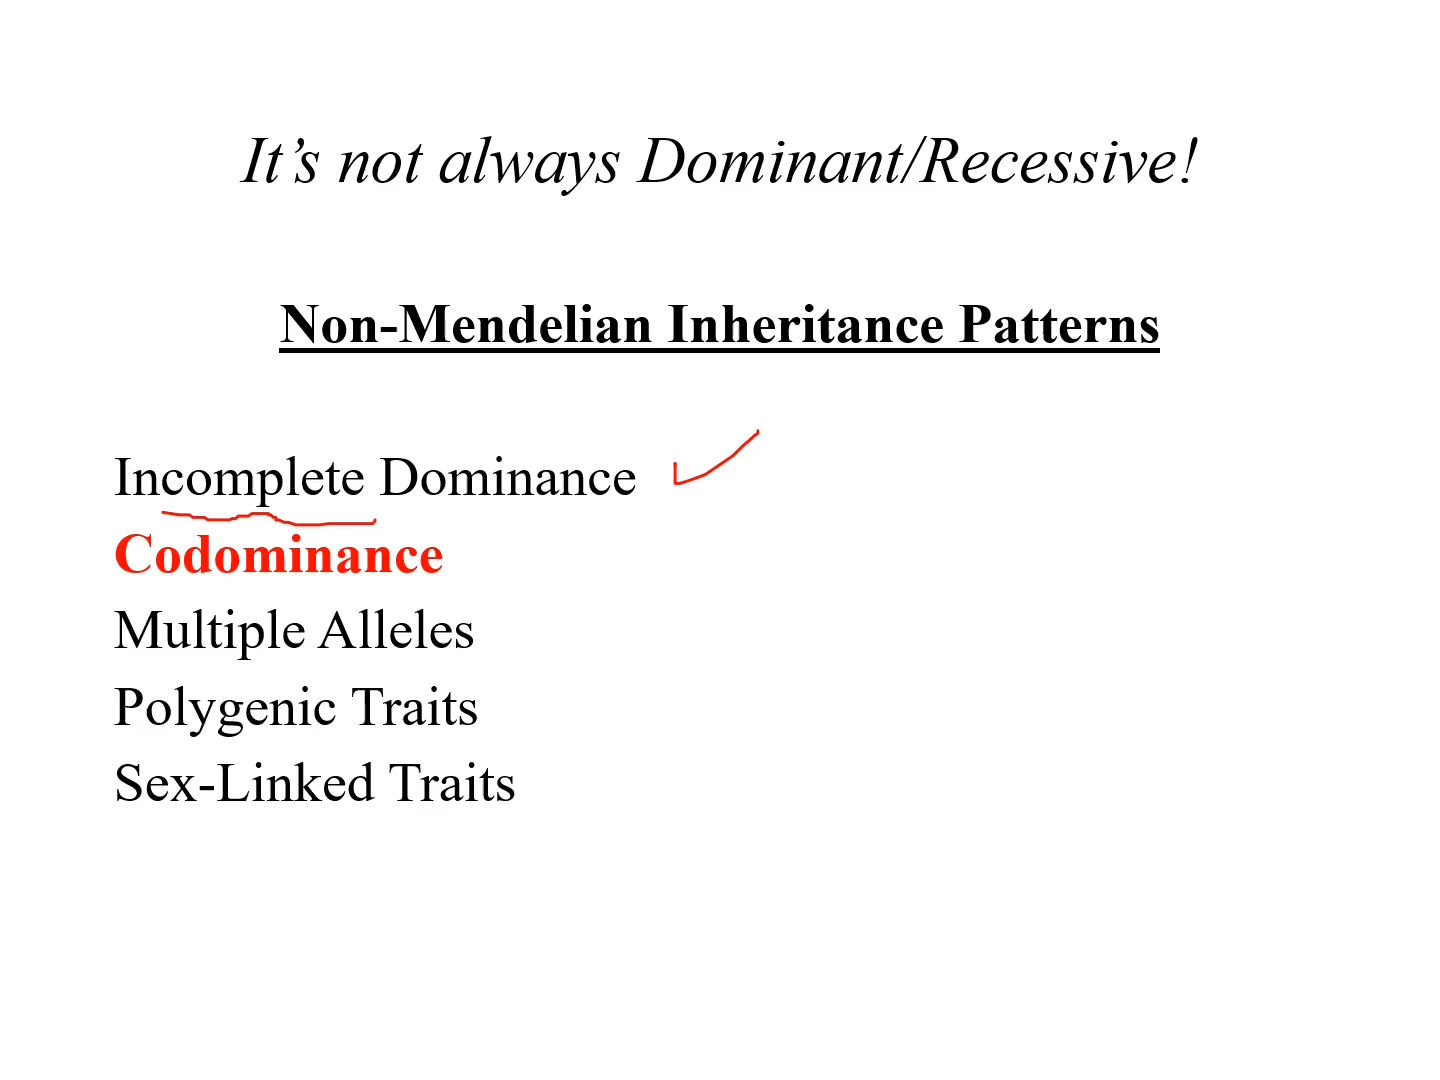 It’s not always Dominant/Recessive!
Non-Mendelian Inheritance Patterns
Incomplete Dominance
Codominance
Multiple Alleles
Polygenic Traits
Sex-Linked Traits